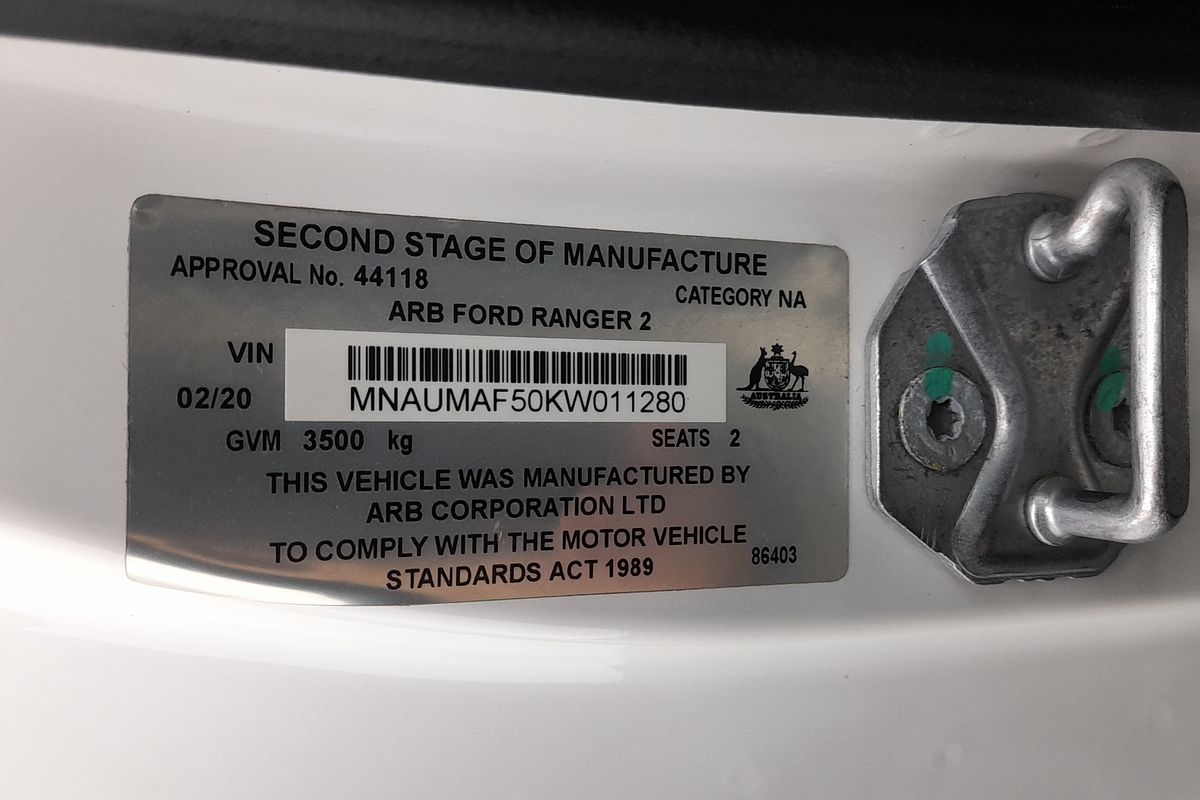 SECOND STAGE OF MANUFACTURE
APPROVAL No. 44118
CATEGORY NA
ARB FORD RANGER 2
VIN
MNAUMAF50KW011280
02/20
AUSTRALIA
GVM 3500 kg
SEATS 2
THIS VEHICLE WAS MANUFACTURED BY
ARB CORPORATION LTD
TO COMPLY WITH THE MOTOR VEHICLE
STANDARDS ACT 1989
86403